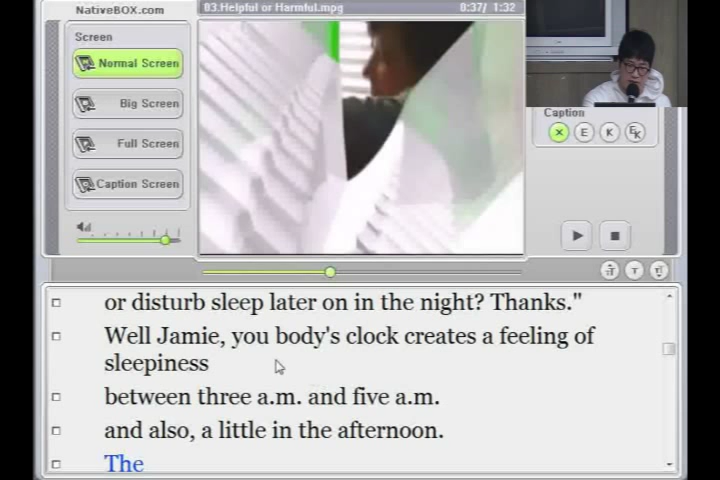 NativeBOX.com
03.Helpful or Harmful.mpg
0:37/ 1:32
Screen
Normal Screen
Big Screen
Full Screen
Caption Screen
Caption
X E K EK
T
or disturb sleep later on in the night? Thanks."
Well Jamie, you body's clock creates a feeling of
sleepiness
between three a.m. and five a.m.
and also, a little in the afternoon.
The